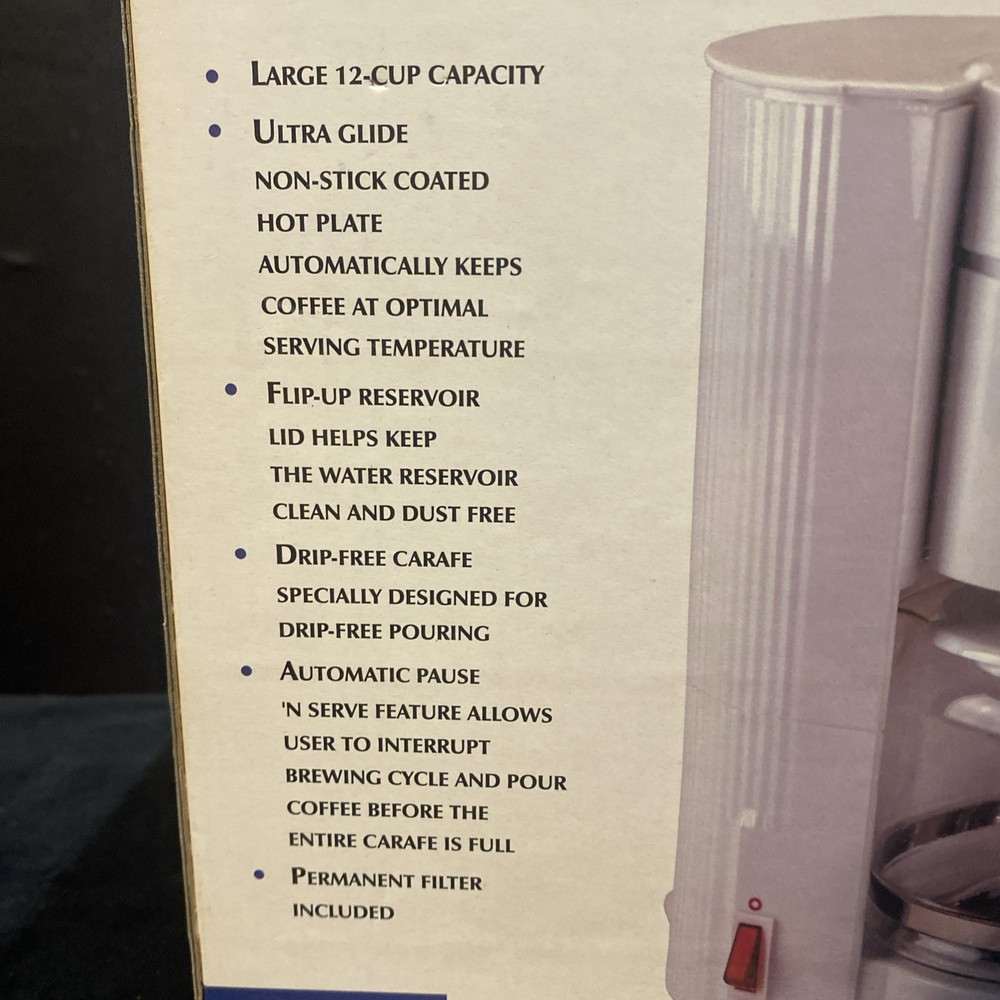 • LARGE 12-CUP CAPACITY
• ULTRA GLIDE
NON-STICK COATED
HOT PLATE
AUTOMATICALLY KEEPS
COFFEE AT OPTIMAL
SERVING TEMPERATURE
• FLIP-UP RESERVOIR
LID HELPS KEEP
THE WATER RESERVOIR
CLEAN AND DUST FREE
• DRIP-FREE CARAFE
SPECIALLY DESIGNED FOR
DRIP-FREE POURING
• AUTOMATIC PAUSE
'N SERVE FEATURE ALLOWS
USER TO INTERRUPT
BREWING CYCLE AND POUR
COFFEE BEFORE THE
ENTIRE CARAFE IS FULL
• PERMANENT FILTER
INCLUDED